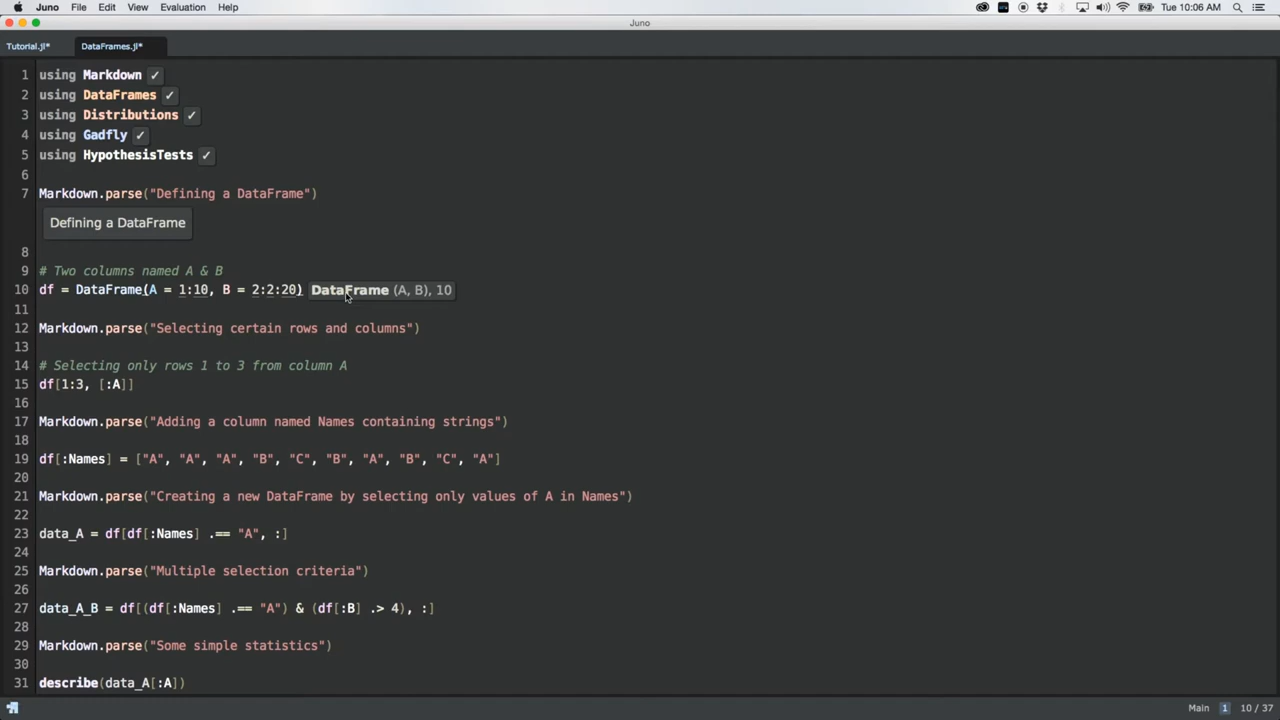 Juno File Edit View Evaluation Help Tue 10:06 AM
Juno
Tutorial.jl* DataFrames.jl*
1 using Markdown ✓
2 using DataFrames ✓
3 using Distributions ✓
4 using Gadfly ✓
5 using HypothesisTests ✓
6
7 Markdown.parse("Defining a DataFrame")
Defining a DataFrame
8
9 # Two columns named A & B
10 df = DataFrame(A = 1:10, B = 2:2:20) DataFrame (A, B), 10
11
12 Markdown.parse("Selecting certain rows and columns")
13
14 # Selecting only rows 1 to 3 from column A
15 df[1:3, [:A]]
16
17 Markdown.parse("Adding a column named Names containing strings")
18
19 df[:Names] = ["A", "A", "A", "B", "C", "B", "A", "B", "C", "A"]
20
21 Markdown.parse("Creating a new DataFrame by selecting only values of A in Names")
22
23 data_A = df[df[:Names] .== "A", :]
24
25 Markdown.parse("Multiple selection criteria")
26
27 data_A_B = df[(df[:Names] .== "A") & (df[:B] .> 4), :]
28
29 Markdown.parse("Some simple statistics")
30
31 describe(data_A[:A])
Main 1 10 / 37